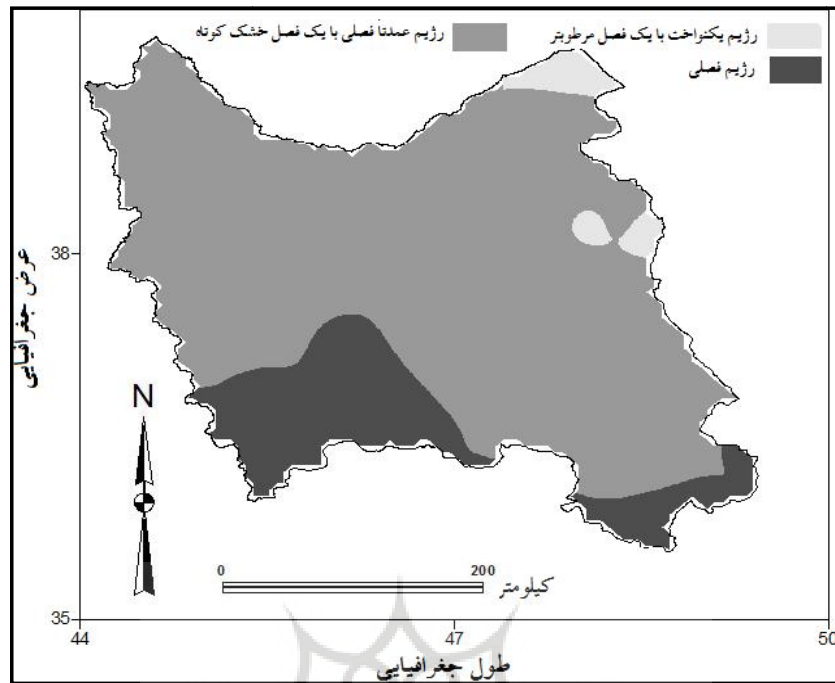 رژیم یکنواخت با یک فصل مرطوبتر
رژیم عمدتاً فصلی با یک فصل خشک کوتاه
رژیم فصلی
عرض جغرافیایی
38
35
N
0 200
کیلومتر
44 47 50
طول جغرافیایی